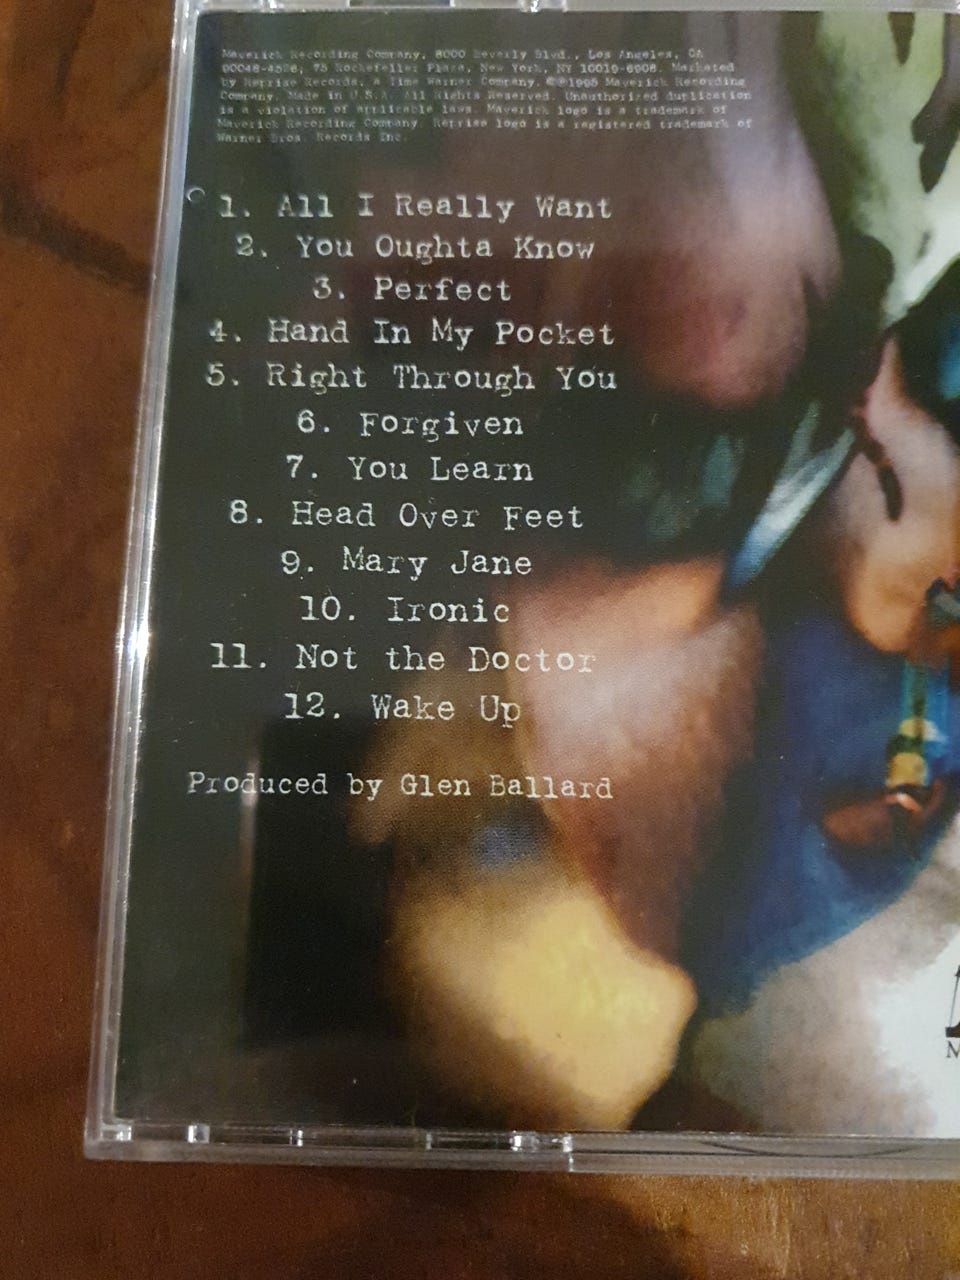 Maverick Recording Company, 8000 Beverly Blvd., Los Angeles, CA
90048-4528; 75 Rockefeller Plaza, New York, NY 10019-6908. Marketed
by Reprise Records, a Time Warner Company. ©℗1995 Maverick Recording
Company. Made in U.S.A. All Rights Reserved. Unauthorized duplication
is a violation of applicable laws. Maverick logo is a trademark of
Maverick Recording Company. Reprise logo is a registered trademark of
Warner Bros. Records Inc.
1. All I Really Want
2. You Oughta Know
3. Perfect
4. Hand In My Pocket
5. Right Through You
6. Forgiven
7. You Learn
8. Head Over Feet
9. Mary Jane
10. Ironic
11. Not the Doctor
12. Wake Up
Produced by Glen Ballard